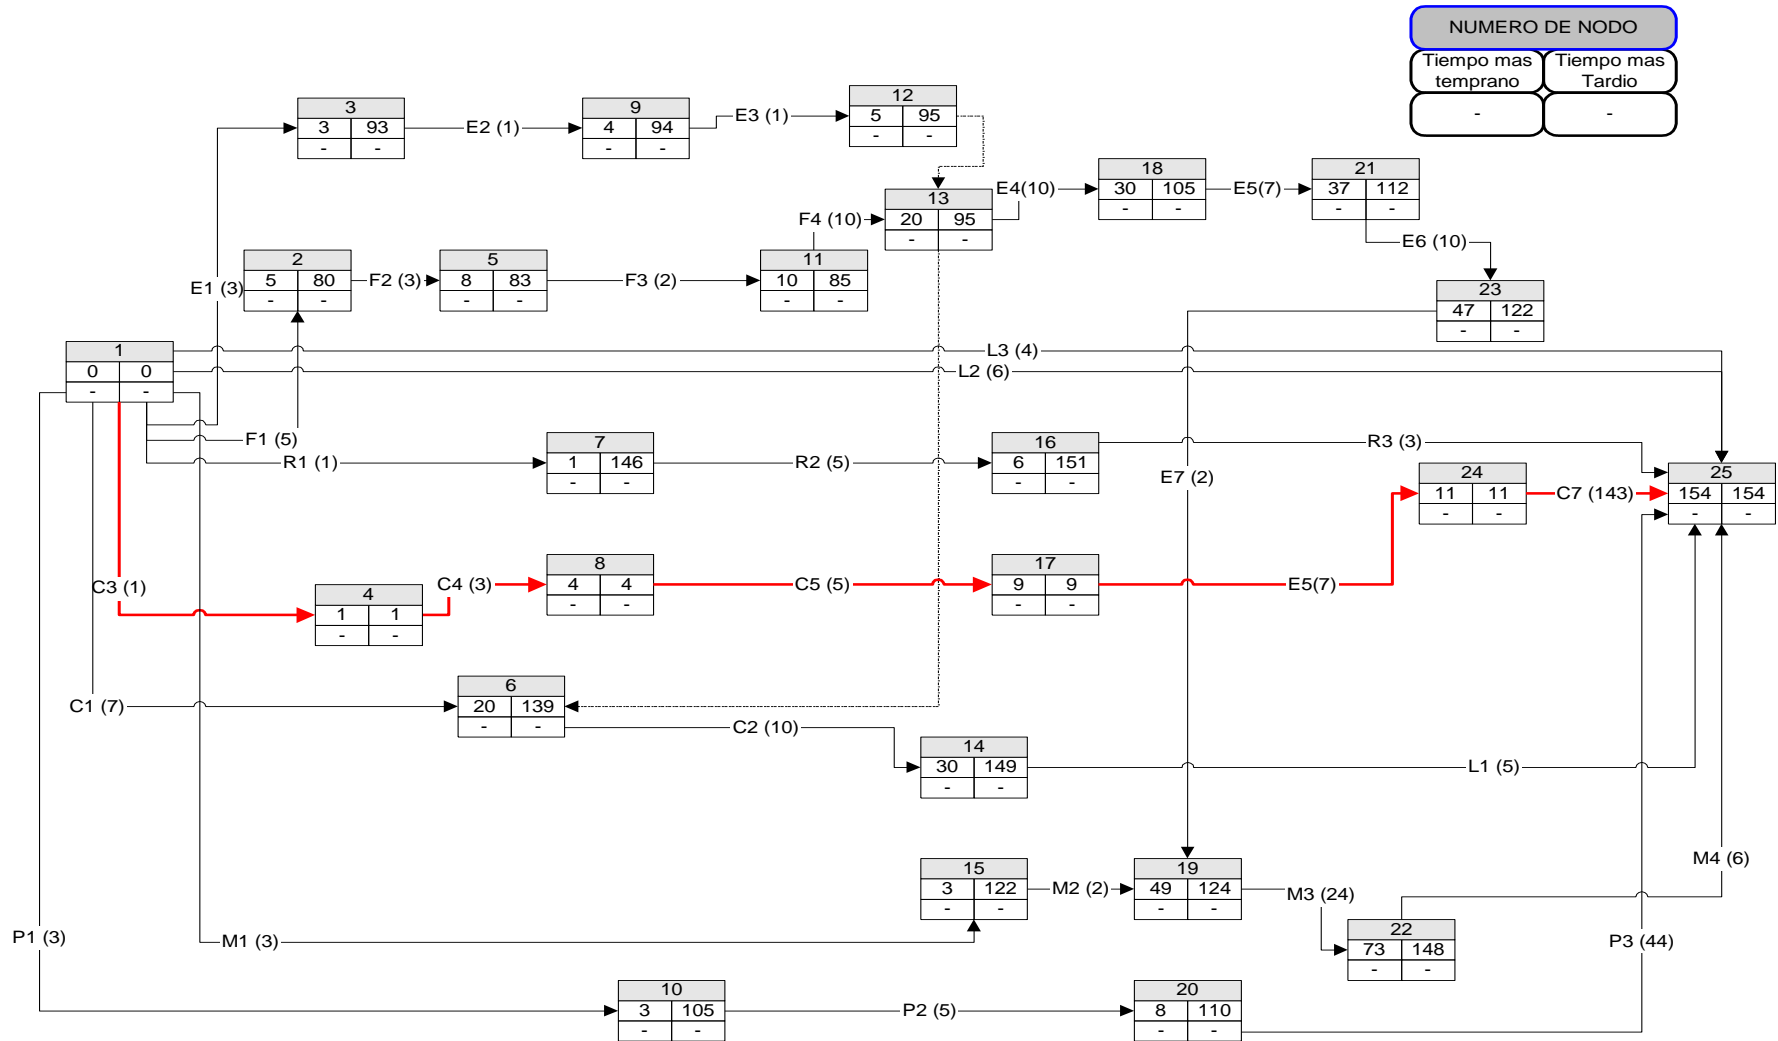 NUMERO DE NODO
Tiempo mas temprano
Tiempo mas Tardio
- -
3
3 93
- -
E2 (1)
9
4 94
- -
E3 (1)
12
5 95
- -
13
20 95
- -
E4(10)
18
30 105
- -
E5(7)
21
37 112
- -
E6 (10)
F4 (10)
E1 (3)
2
5 80
- -
F2 (3)
5
8 83
- -
F3 (2)
11
10 85
- -
23
47 122
- -
1
0 0
- -
L3 (4)
L2 (6)
F1 (5)
R1 (1)
7
1 146
- -
R2 (5)
16
6 151
- -
R3 (3)
E7 (2)
24
11 11
- -
C7 (143)
25
154 154
- -
C3 (1)
4
1 1
- -
C4 (3)
8
4 4
- -
C5 (5)
17
9 9
- -
E5(7)
C1 (7)
6
20 139
- -
C2 (10)
14
30 149
- -
L1 (5)
M4 (6)
15
3 122
- -
M2 (2)
19
49 124
- -
M3 (24)
22
73 148
- -
P1 (3)
M1 (3)
P3 (44)
10
3 105
- -
P2 (5)
20
8 110
- -